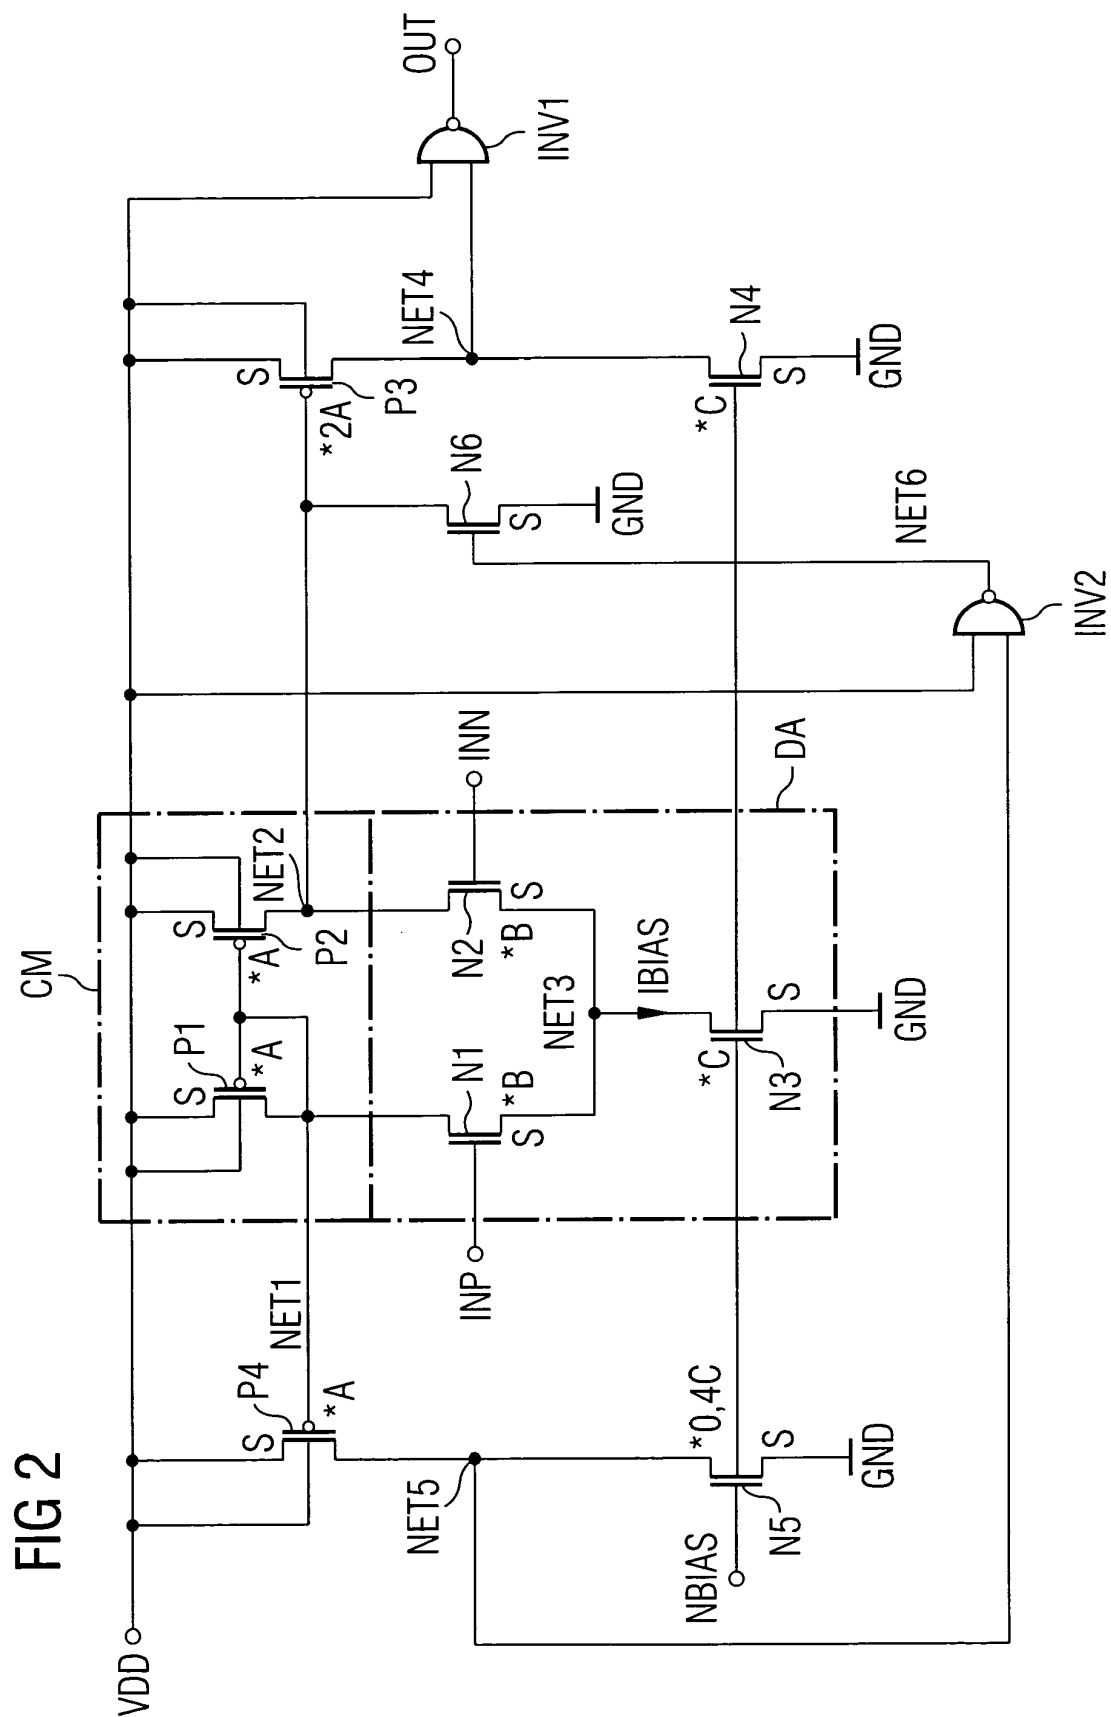 FIG 2
VDD
CM
P4
S
*A
NET1
P1
S
*A
P2
S
*A
NET2
S
*2A
P3
NET4
OUT
INV1
INP
N1
*B
S
N2
*B
S
INN
NET3
IBIAS
DA
N6
S
GND
NET5
NBIAS
*0,4C
S
N5
GND
*C
S
N3
GND
*C
N4
S
GND
NET6
INV2